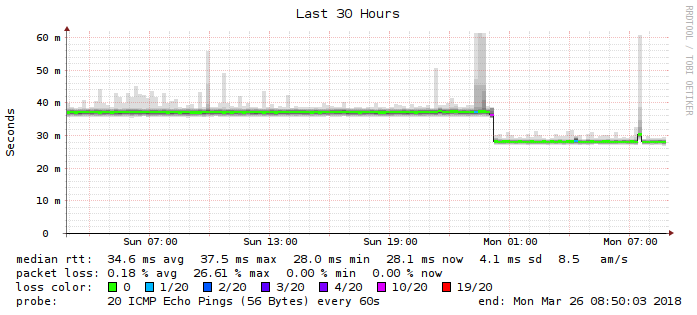 Last 30 Hours
RRDTOOL / TOBI OETIKER
Seconds
60 m
50 m
40 m
30 m
20 m
10 m
0
Sun 07:00 Sun 13:00 Sun 19:00 Mon 01:00 Mon 07:00
median rtt: 34.6 ms avg 37.5 ms max 28.0 ms min 28.1 ms now 4.1 ms sd 8.5 am/s
packet loss: 0.18 % avg 26.61 % max 0.00 % min 0.00 % now
loss color: 0 1/20 2/20 3/20 4/20 10/20 19/20
probe: 20 ICMP Echo Pings (56 Bytes) every 60s end: Mon Mar 26 08:50:03 2018